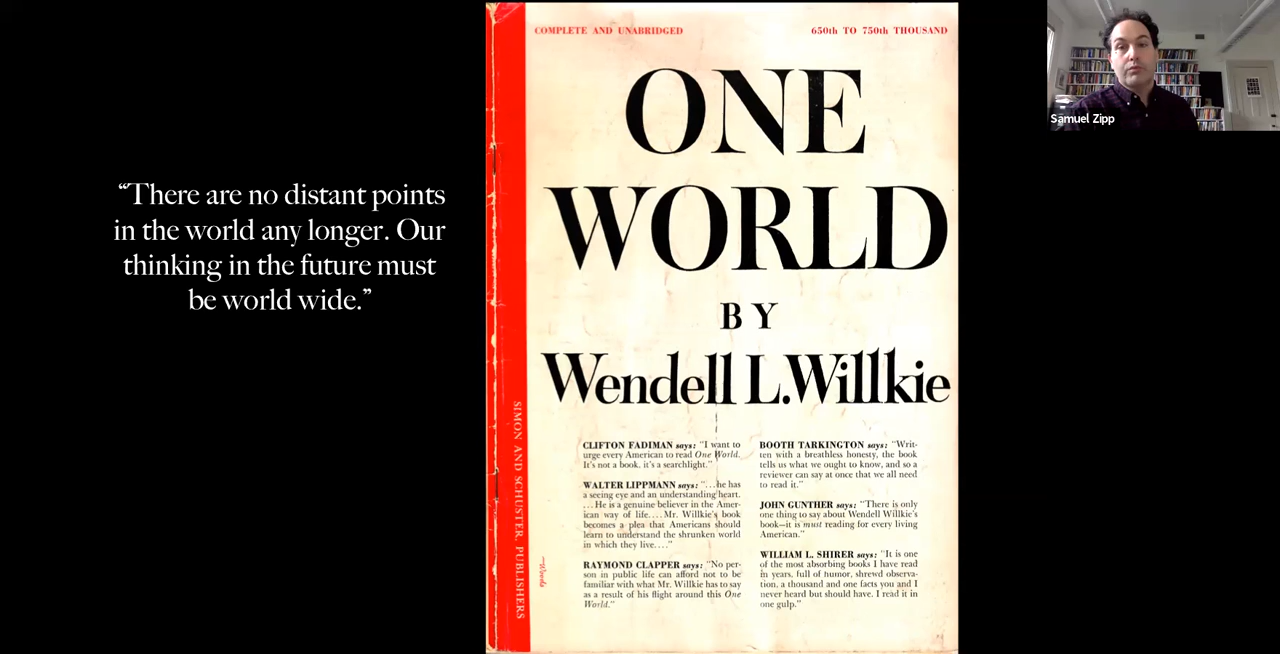 “There are no distant points
in the world any longer. Our
thinking in the future must
be world wide.”
COMPLETE AND UNABRIDGED
650th TO 750th THOUSAND
ONE
WORLD
BY
Wendell L. Willkie
CLIFTON FADIMAN says: "I want to
urge every American to read One World.
It's not a book. it's a searchlight."
WALTER LIPPMANN says: ". . .he has
a seeing eye and an understanding heart.
. . . He is a genuine believer in the Amer-
ican way of life. . . . Mr. Willkie's book
becomes a plea that Americans should
learn to understand the shrunken world
in which they live. . . ."
RAYMOND CLAPPER says: "No per-
son in public life can afford not to be
familiar with what Mr. Willkie has to say
as a result of his flight around this One
World."
BOOTH TARKINGTON says: "Writ-
ten with a breathless honesty, the book
tells us what we ought to know, and so a
reviewer can say at once that we all need
to read it."
JOHN GUNTHER says: "There is only
one thing to say about Wendell Willkie's
book—it is must reading for every living
American."
WILLIAM L. SHIRER says: "It is one
of the most absorbing books I have read
in years, full of humor, shrewd observa-
tion, a thousand and one facts you and I
never heard but should have. I read it in
one gulp."
SIMON AND SCHUSTER, PUBLISHERS
Samuel Zipp